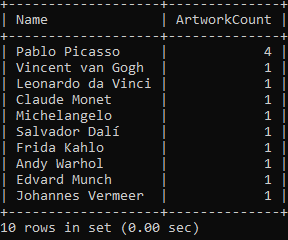 +-------------------+--------------+
| Name              | ArtworkCount |
+-------------------+--------------+
| Pablo Picasso     |            4 |
| Vincent van Gogh  |            1 |
| Leonardo da Vinci |            1 |
| Claude Monet      |            1 |
| Michelangelo      |            1 |
| Salvador Dalí     |            1 |
| Frida Kahlo       |            1 |
| Andy Warhol       |            1 |
| Edvard Munch      |            1 |
| Johannes Vermeer  |            1 |
+-------------------+--------------+
10 rows in set (0.00 sec)